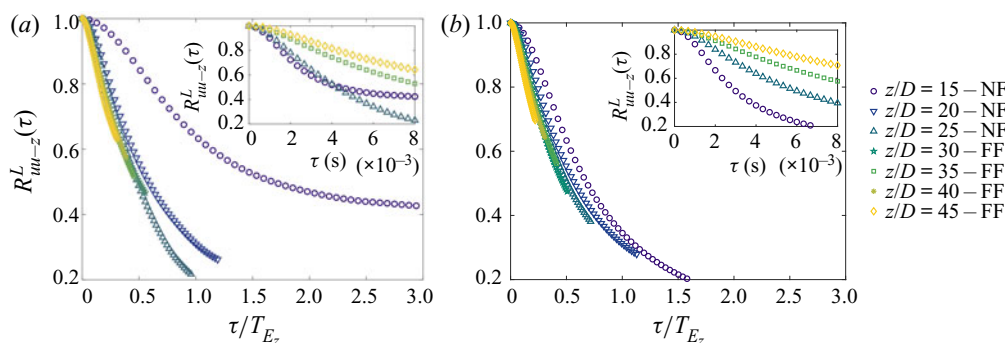 (a)
1.0
0.8
0.6
0.4
0.2
R^L_{uu−z}(τ)
0
0.5
1.0
1.5
2.0
2.5
3.0
τ/T_{E_z}
0.8
0.6
0.4
0.2
R^L_{uu−z}(τ)
0 2 4 6 8
τ (s) (×10⁻³)
(b)
1.0
0.8
0.6
0.4
0.2
0
0.5
1.0
1.5
2.0
2.5
3.0
τ/T_{E_z}
0.8
0.6
0.4
0.2
R^L_{uu−z}(τ)
0 2 4 6 8
τ (s) (×10⁻³)
z/D = 15 − NF
z/D = 20 − NF
z/D = 25 − NF
z/D = 30 − FF
z/D = 35 − FF
z/D = 40 − FF
z/D = 45 − FF